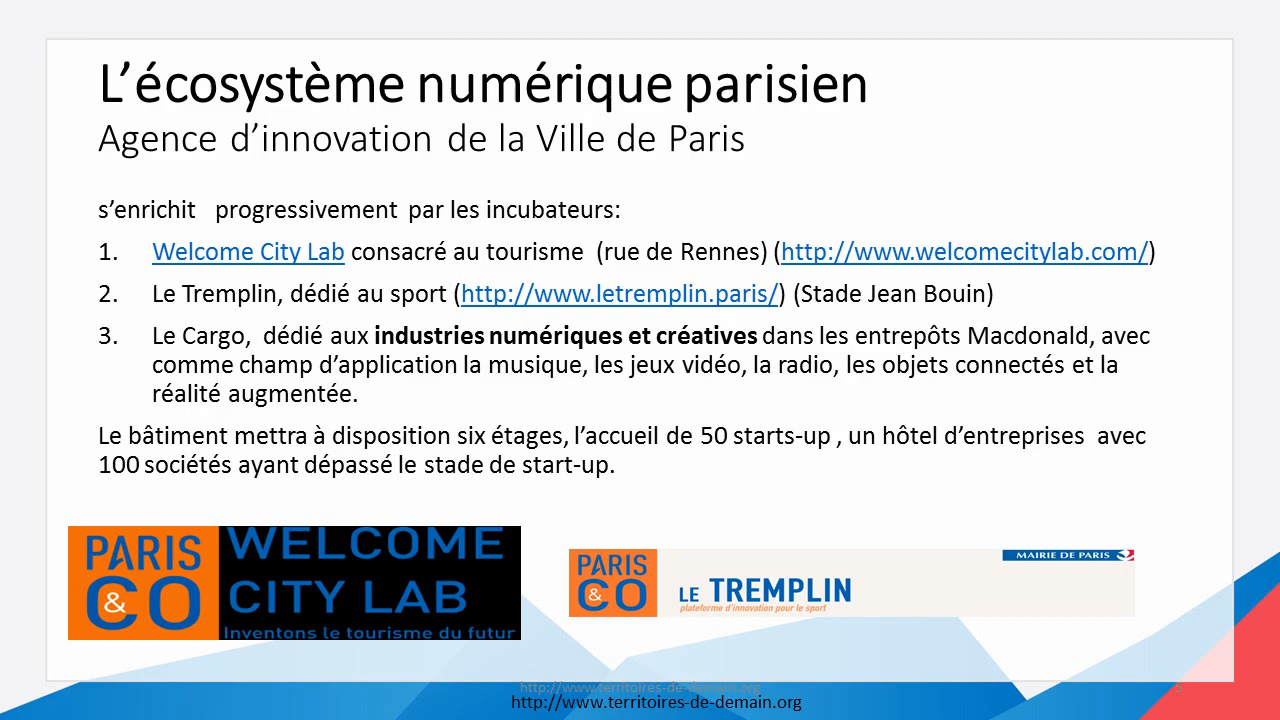 L’écosystème numérique parisien
Agence d’innovation de la Ville de Paris
s’enrichit progressivement par les incubateurs:
1. Welcome City Lab consacré au tourisme (rue de Rennes) (http://www.welcomecitylab.com/)
2. Le Tremplin, dédié au sport (http://www.letremplin.paris/) (Stade Jean Bouin)
3. Le Cargo, dédié aux industries numériques et créatives dans les entrepôts Macdonald, avec
comme champ d’application la musique, les jeux vidéo, la radio, les objets connectés et la
réalité augmentée.
Le bâtiment mettra à disposition six étages, l’accueil de 50 starts-up , un hôtel d’entreprises avec
100 sociétés ayant dépassé le stade de start-up.
PARIS
&CO
WELCOME
CITY LAB
Inventons le tourisme du futur
PARIS
&CO
LE TREMPLIN
plateforme d'innovation pour le sport
MAIRIE DE PARIS
http://www.territoires-de-demain.org
5
http://www.territoires-de-demain.org